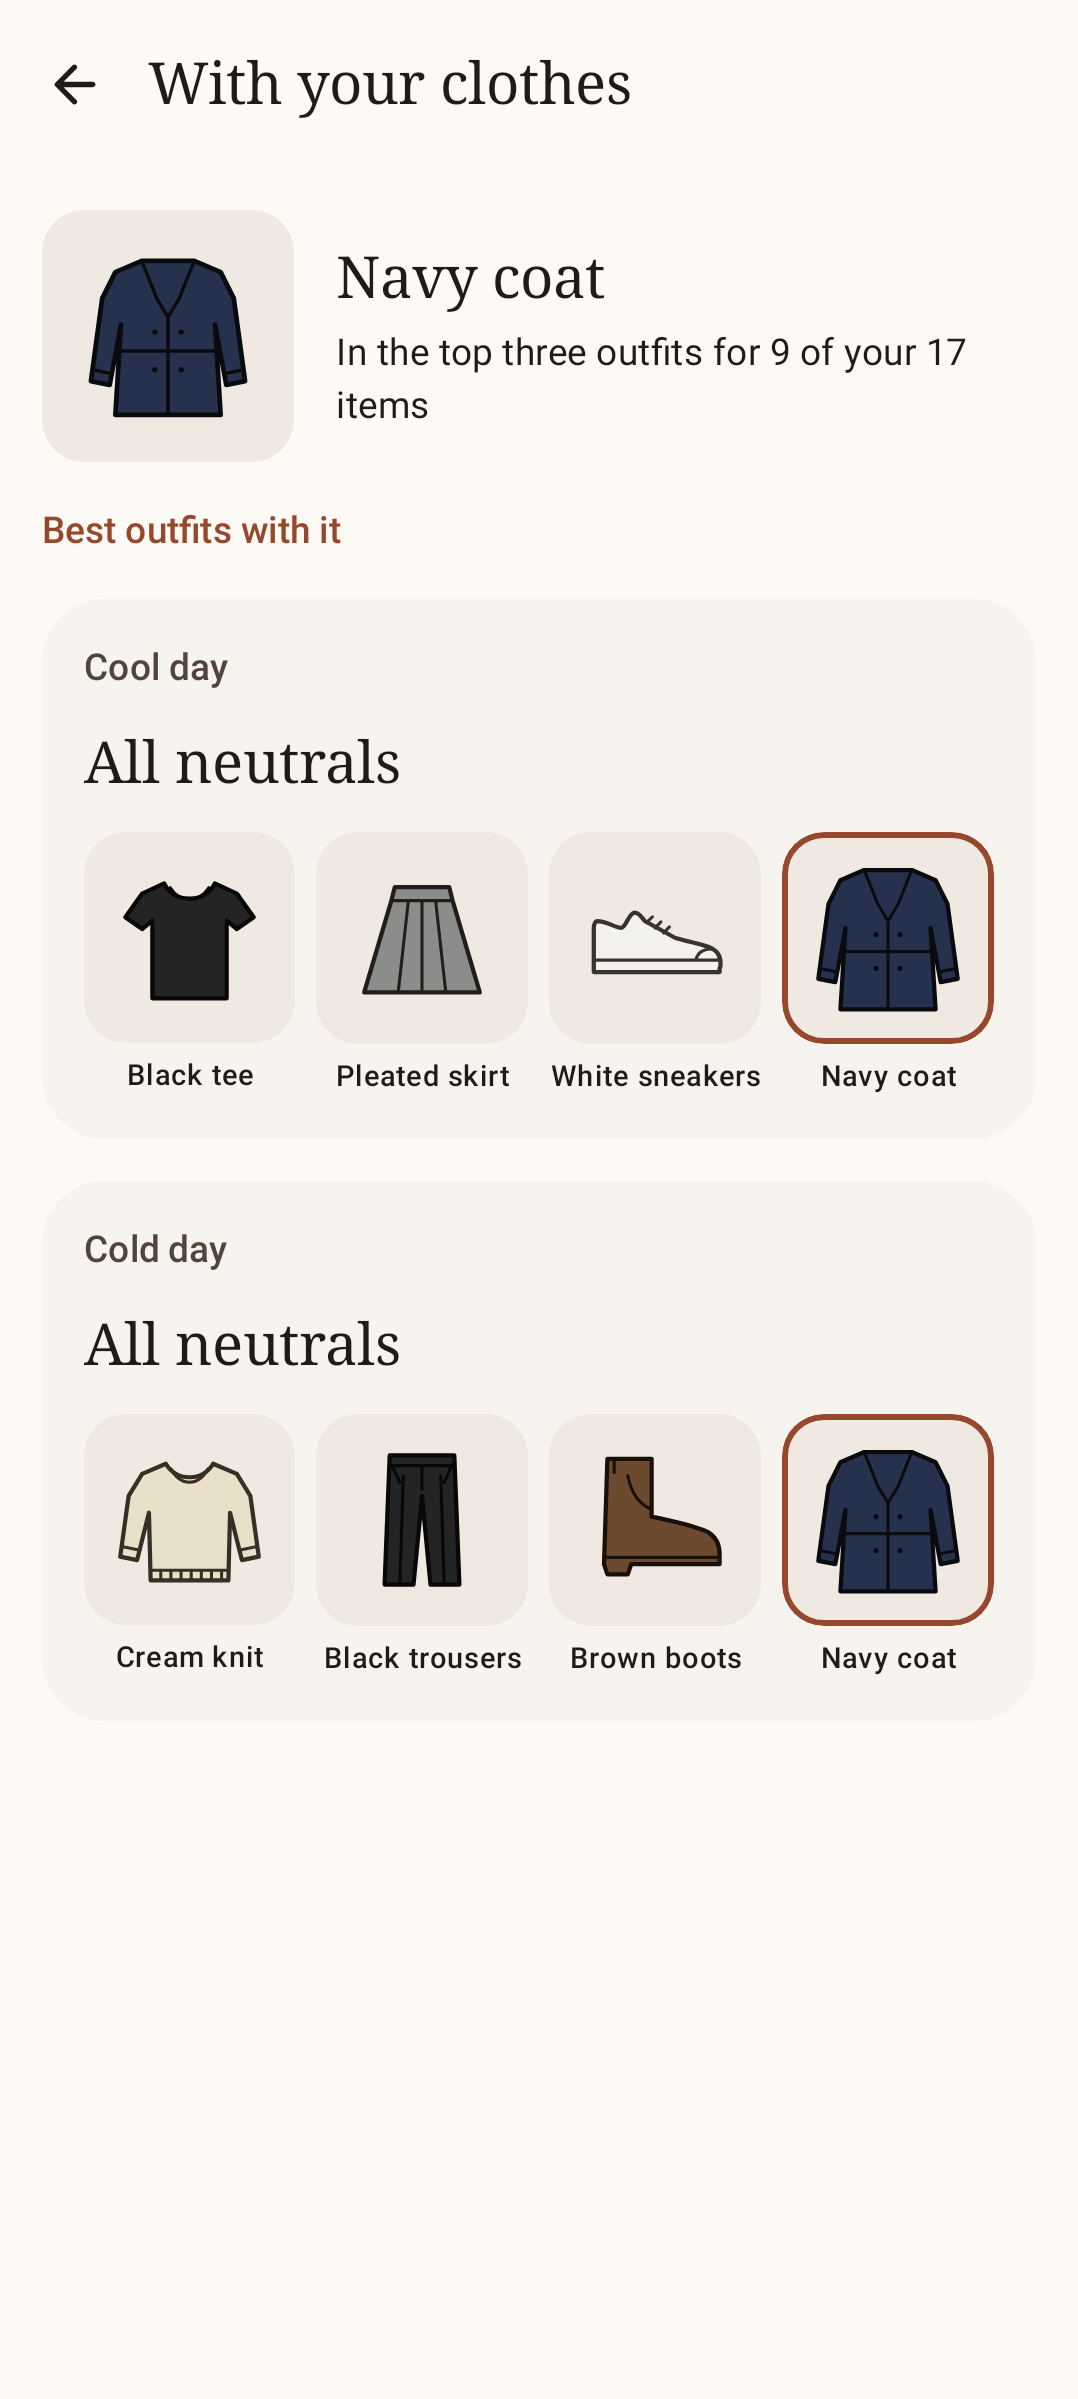 With your clothes
Navy coat
In the top three outfits for 9 of your 17
items
Best outfits with it
Cool day
All neutrals
Black tee
Pleated skirt
White sneakers
Navy coat
Cold day
All neutrals
Cream knit
Black trousers
Brown boots
Navy coat